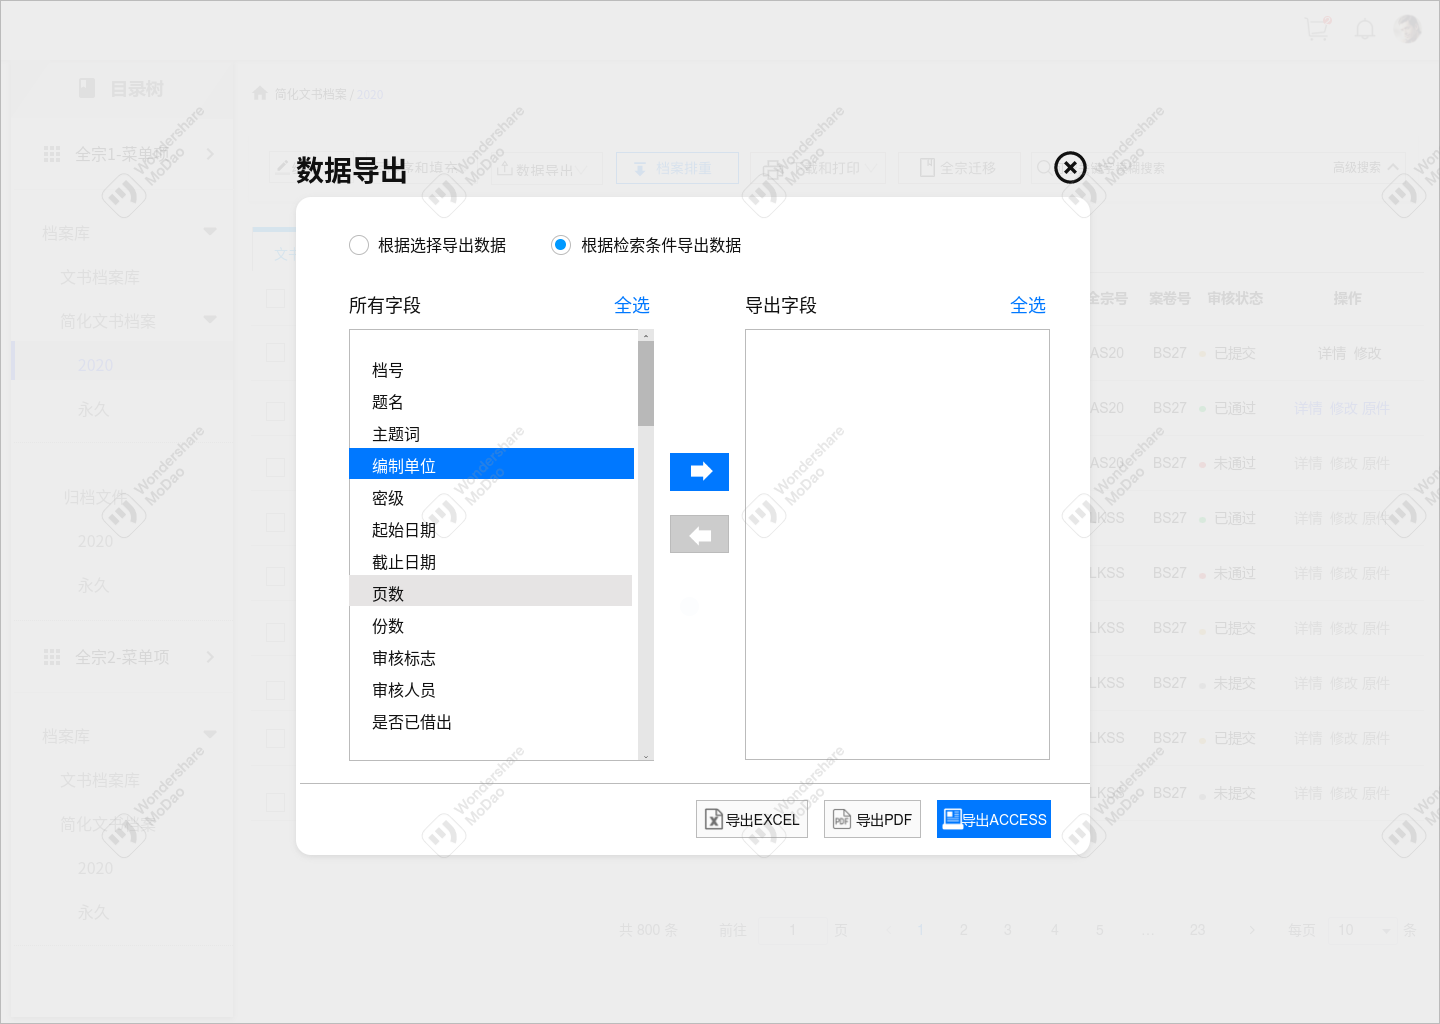 目录树
简化文书档案 / 2020
全宗1-菜单项
数据导出
数据导出
档案排重
和打印
全宗迁移
搜索
高级搜索
档案库
根据选择导出数据
根据检索条件导出数据
文书档案库
所有字段 全选
导出字段 全选
全宗号 案卷号 审核状态 操作
简化文书档案
AS20 BS27 已提交 详情 修改
2020
档号
题名
永久
AS20 BS27 已通过 详情 修改 原件
主题词
编制单位
AS20 BS27 未通过 详情 修改 原件
归档文件
密级
LKSS BS27 已通过 详情 修改 原件
起始日期
2020
截止日期
LKSS BS27 未通过 详情 修改 原件
永久
页数
份数
LKSS BS27 已提交 详情 修改 原件
全宗2-菜单项
审核标志
审核人员
LKSS BS27 未提交 详情 修改 原件
是否已借出
档案库
LKSS BS27 已提交 详情 修改 原件
文书档案库
LKSS BS27 未提交 详情 修改 原件
简化文书档案
导出EXCEL
导出PDF
导出ACCESS
2020
永久
共 800 条 前往 1 页 1 2 3 4 5 ... 23 每页 10 条
Wondershare
MoDao